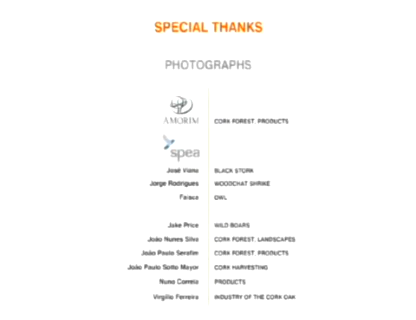 SPECIAL THANKS
PHOTOGRAPHS
AMORIM CORK FOREST, PRODUCTS
spea
José Viana BLACK STORK
Jorge Rodrigues WOODCHAT SHRIKE
Faísca OWL
Jake Price WILD BOARS
João Nunes Silva CORK FOREST, LANDSCAPES
João Paulo Serafim CORK FOREST, PRODUCTS
João Paulo Sotto Mayor CORK HARVESTING
Nuno Correia PRODUCTS
Virgílio Ferreira INDUSTRY OF THE CORK OAK